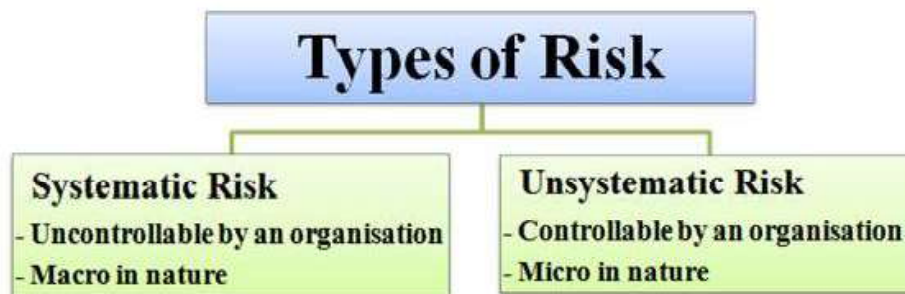 Types of Risk
Systematic Risk
- Uncontrollable by an organisation
- Macro in nature
Unsystematic Risk
- Controllable by an organisation
- Micro in nature